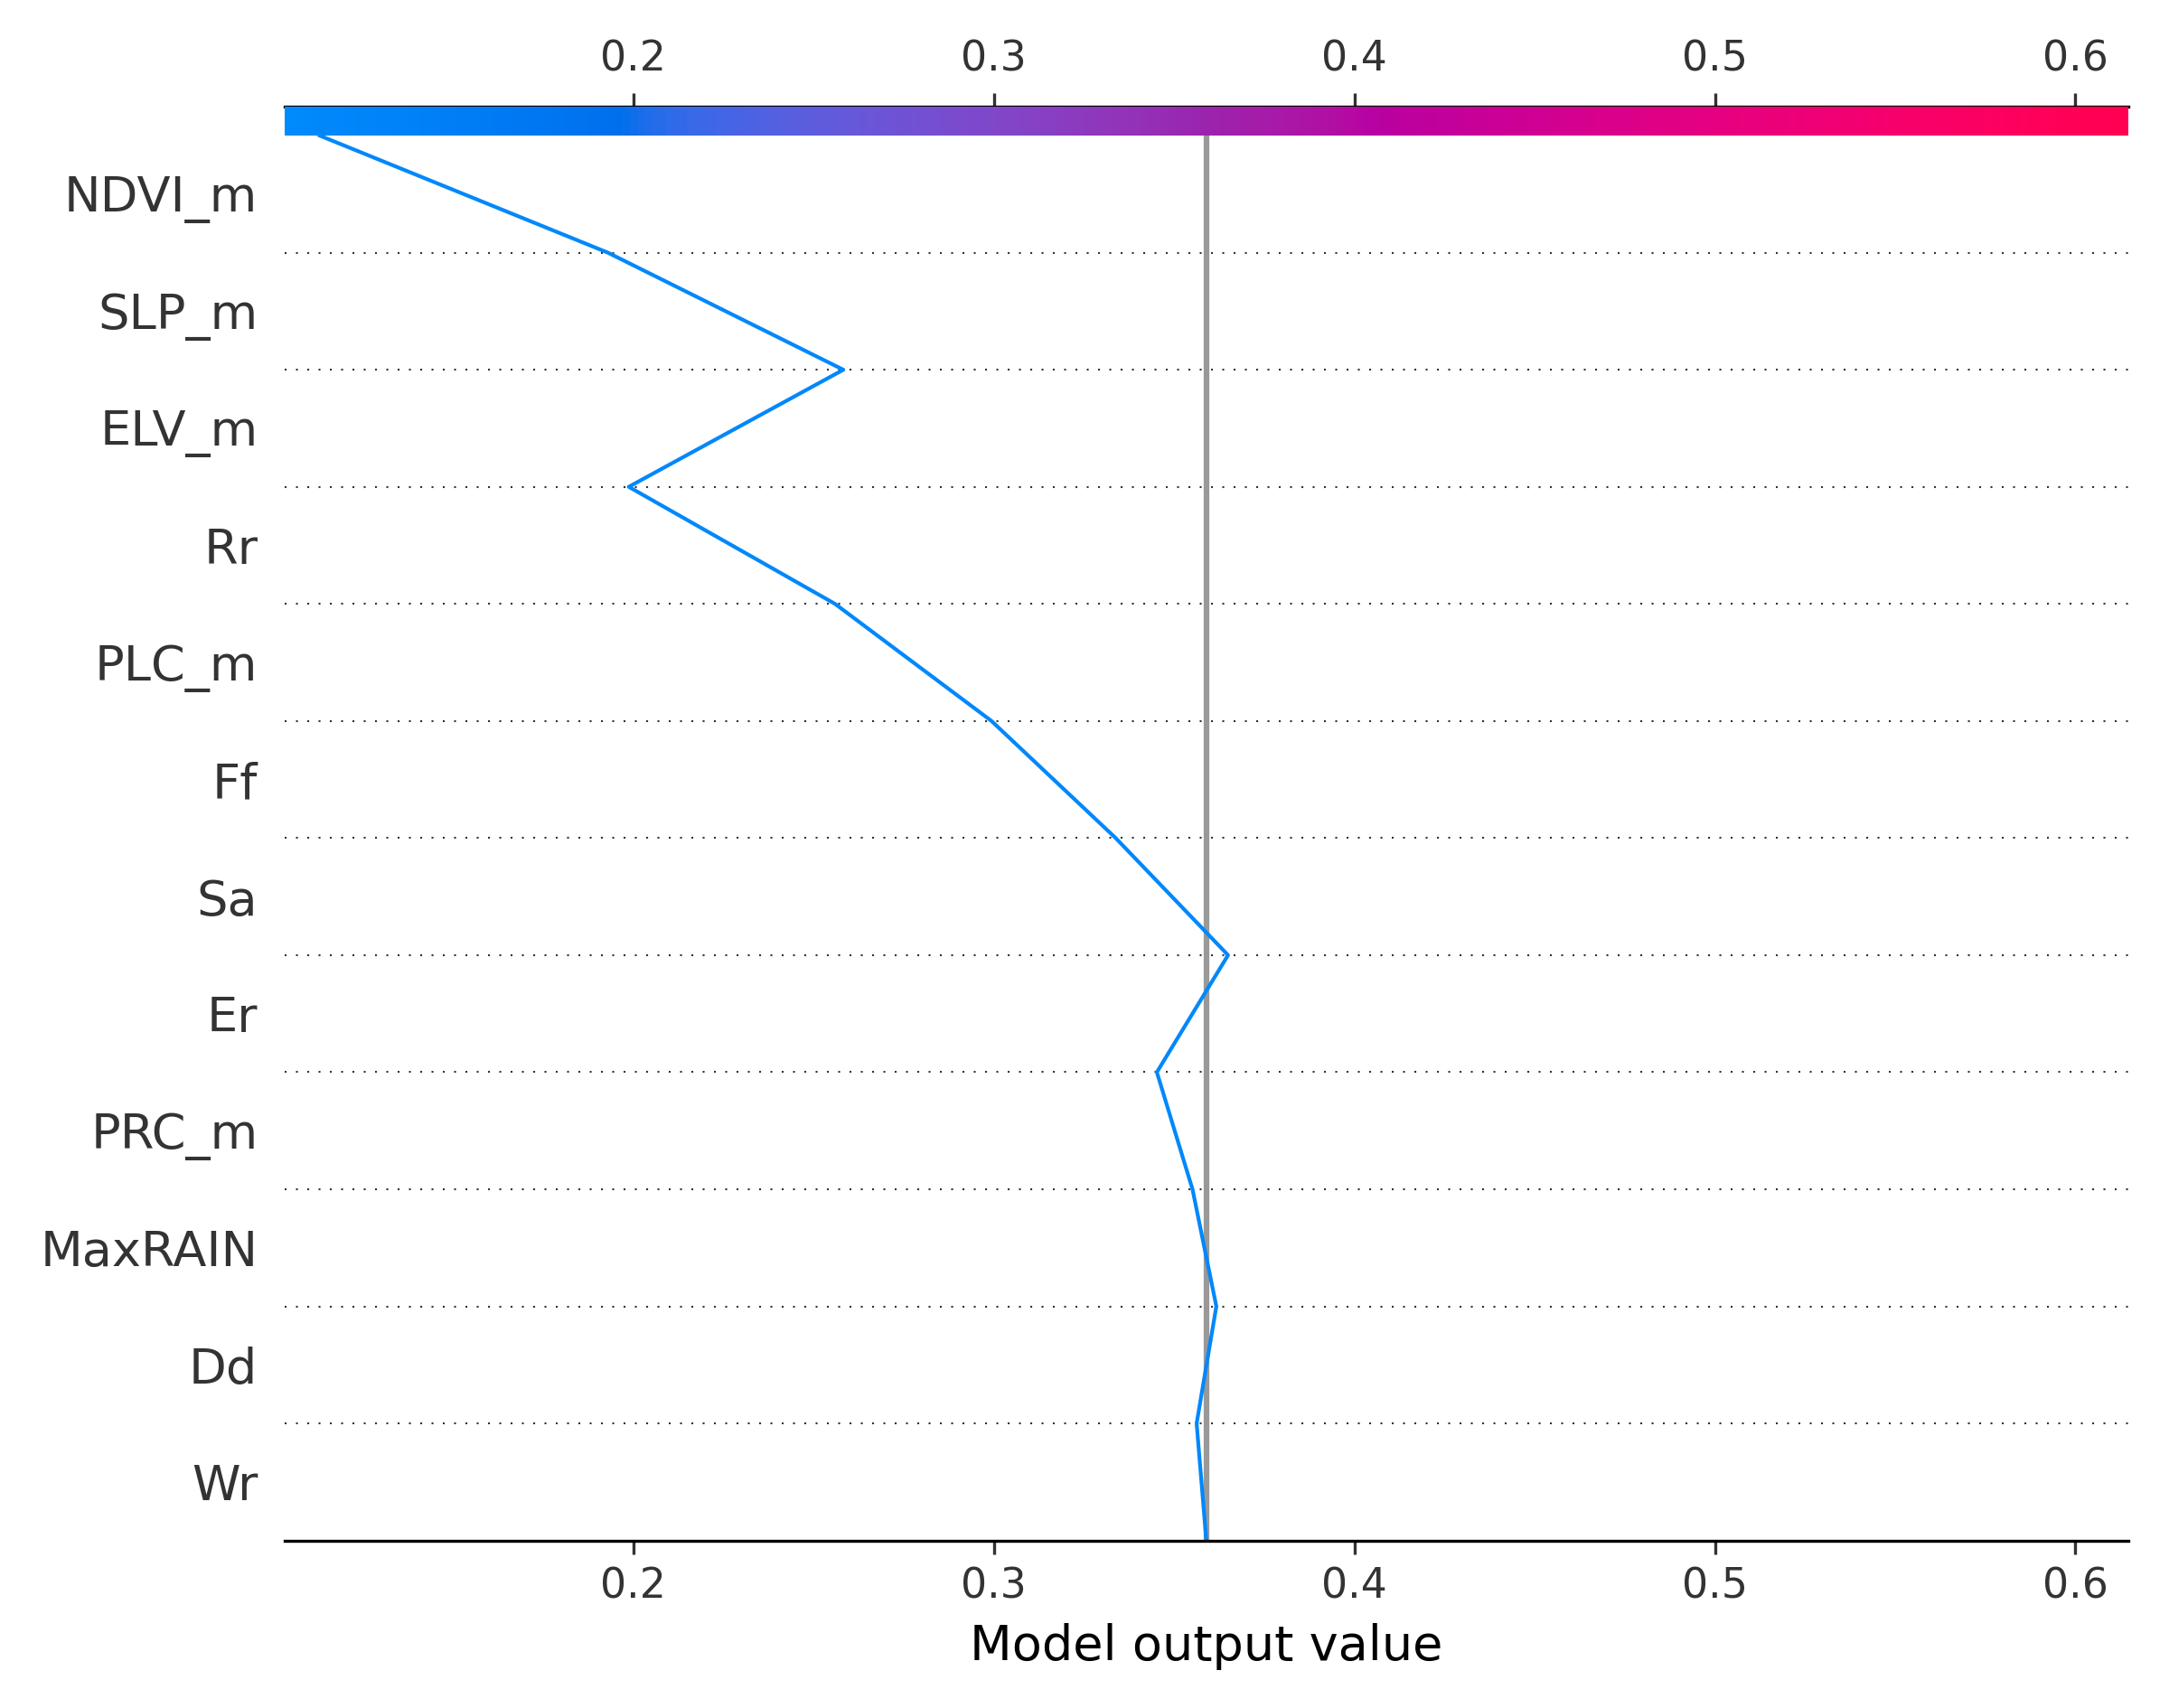 0.2 0.3 0.4 0.5 0.6
NDVI_m
SLP_m
ELV_m
Rr
PLC_m
Ff
Sa
Er
PRC_m
MaxRAIN
Dd
Wr
0.2 0.3 0.4 0.5 0.6
Model output value